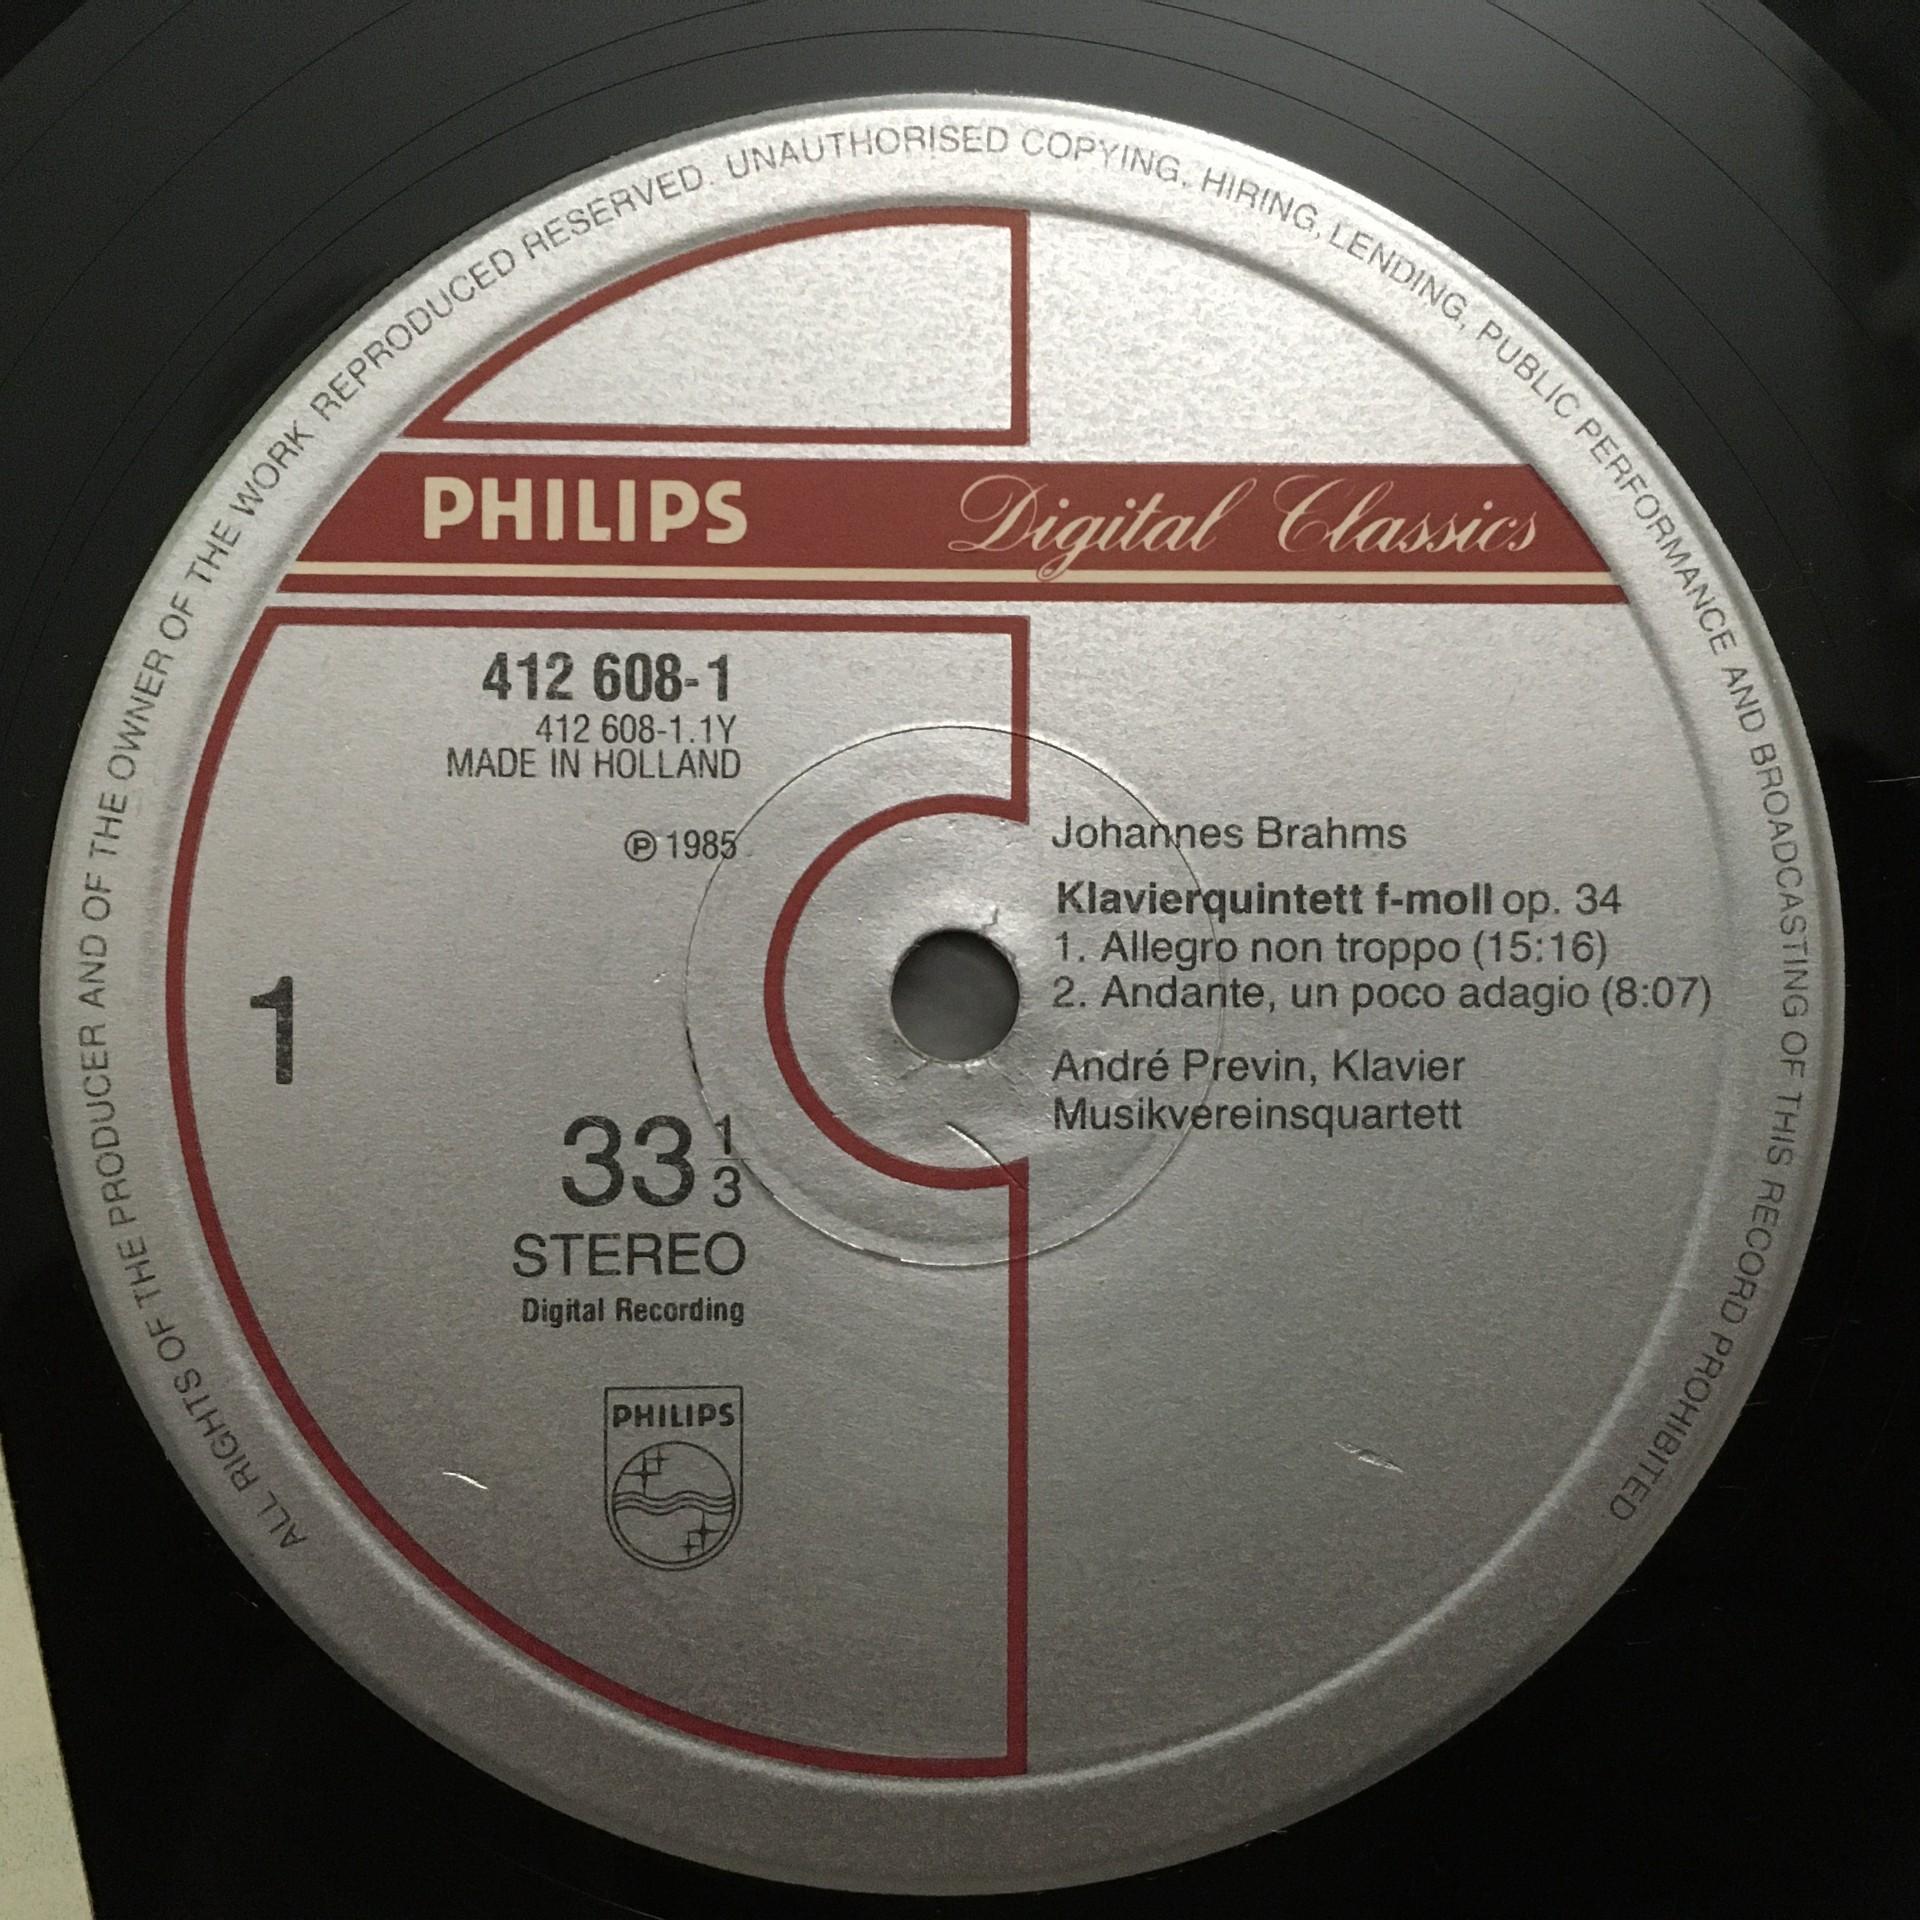 ALL RIGHTS OF THE PRODUCER AND OF THE OWNER OF THE WORK REPRODUCED RESERVED. UNAUTHORISED COPYING, HIRING, LENDING, PUBLIC PERFORMANCE AND BROADCASTING OF THIS RECORD PROHIBITED
PHILIPS Digital Classics
412 608-1
412 608-1.1Y
MADE IN HOLLAND
℗ 1985
1
33 1/3
STEREO
Digital Recording
PHILIPS
Johannes Brahms
Klavierquintett f-moll op. 34
1. Allegro non troppo (15:16)
2. Andante, un poco adagio (8:07)
André Previn, Klavier
Musikvereinsquartett